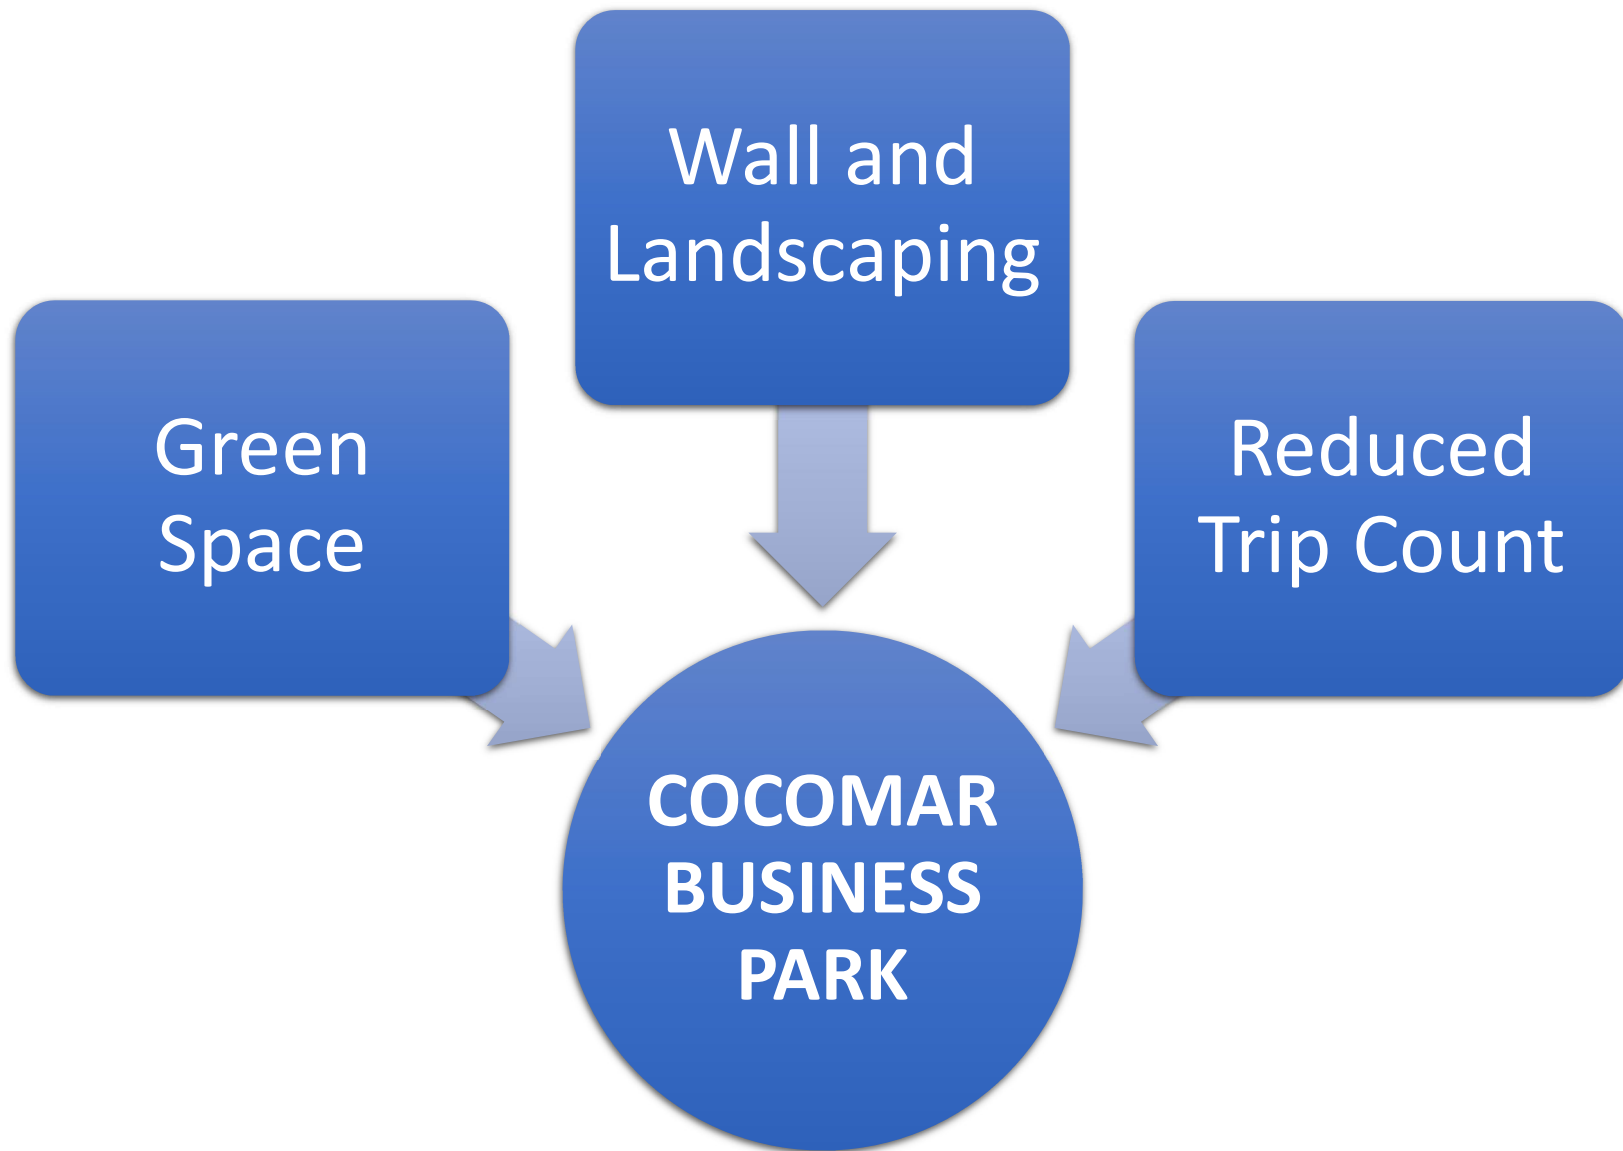 Wall and
Landscaping
Green
Space
Reduced
Trip Count
COCOMAR
BUSINESS
PARK